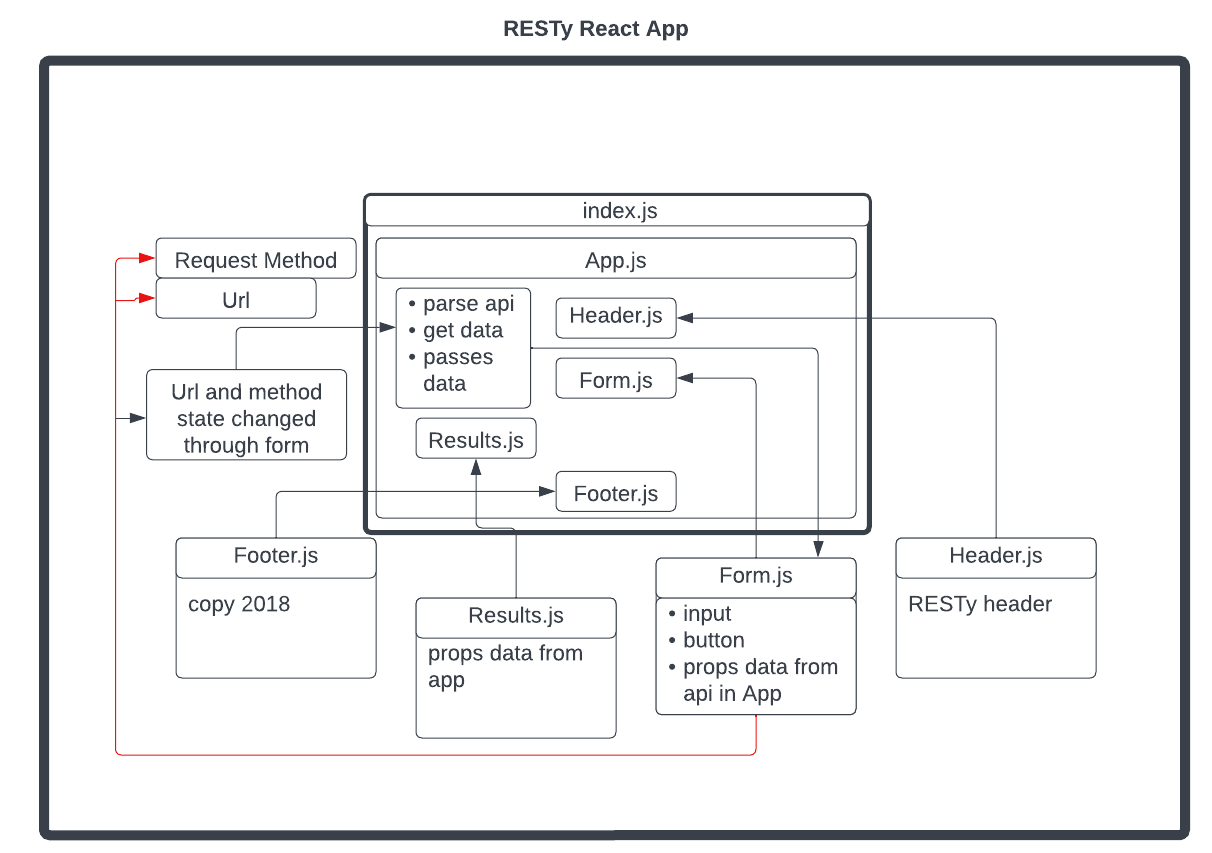 RESTy React App
index.js
Request Method
App.js
Url
• parse api
• get data
• passes
data
Header.js
Form.js
Url and method
state changed
through form
Results.js
Footer.js
Footer.js
copy 2018
Results.js
props data from
app
Form.js
• input
• button
• props data from
api in App
Header.js
RESTy header